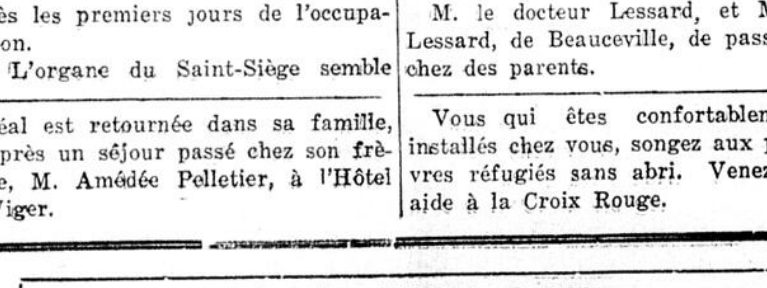 ès les premiers jours de l'occupa-
on.
L'organe du Saint-Siège semble
éal est retournée dans sa famille,
près un séjour passé chez son frè-
e, M. Amédée Pelletier, à l'Hôtel
iger.
M. le docteur Lessard, et M
Lessard, de Beauceville, de pass
chez des parents.
Vous qui êtes confortablem
installés chez vous, songez aux p
vres réfugiés sans abri. Venez
aide à la Croix Rouge.